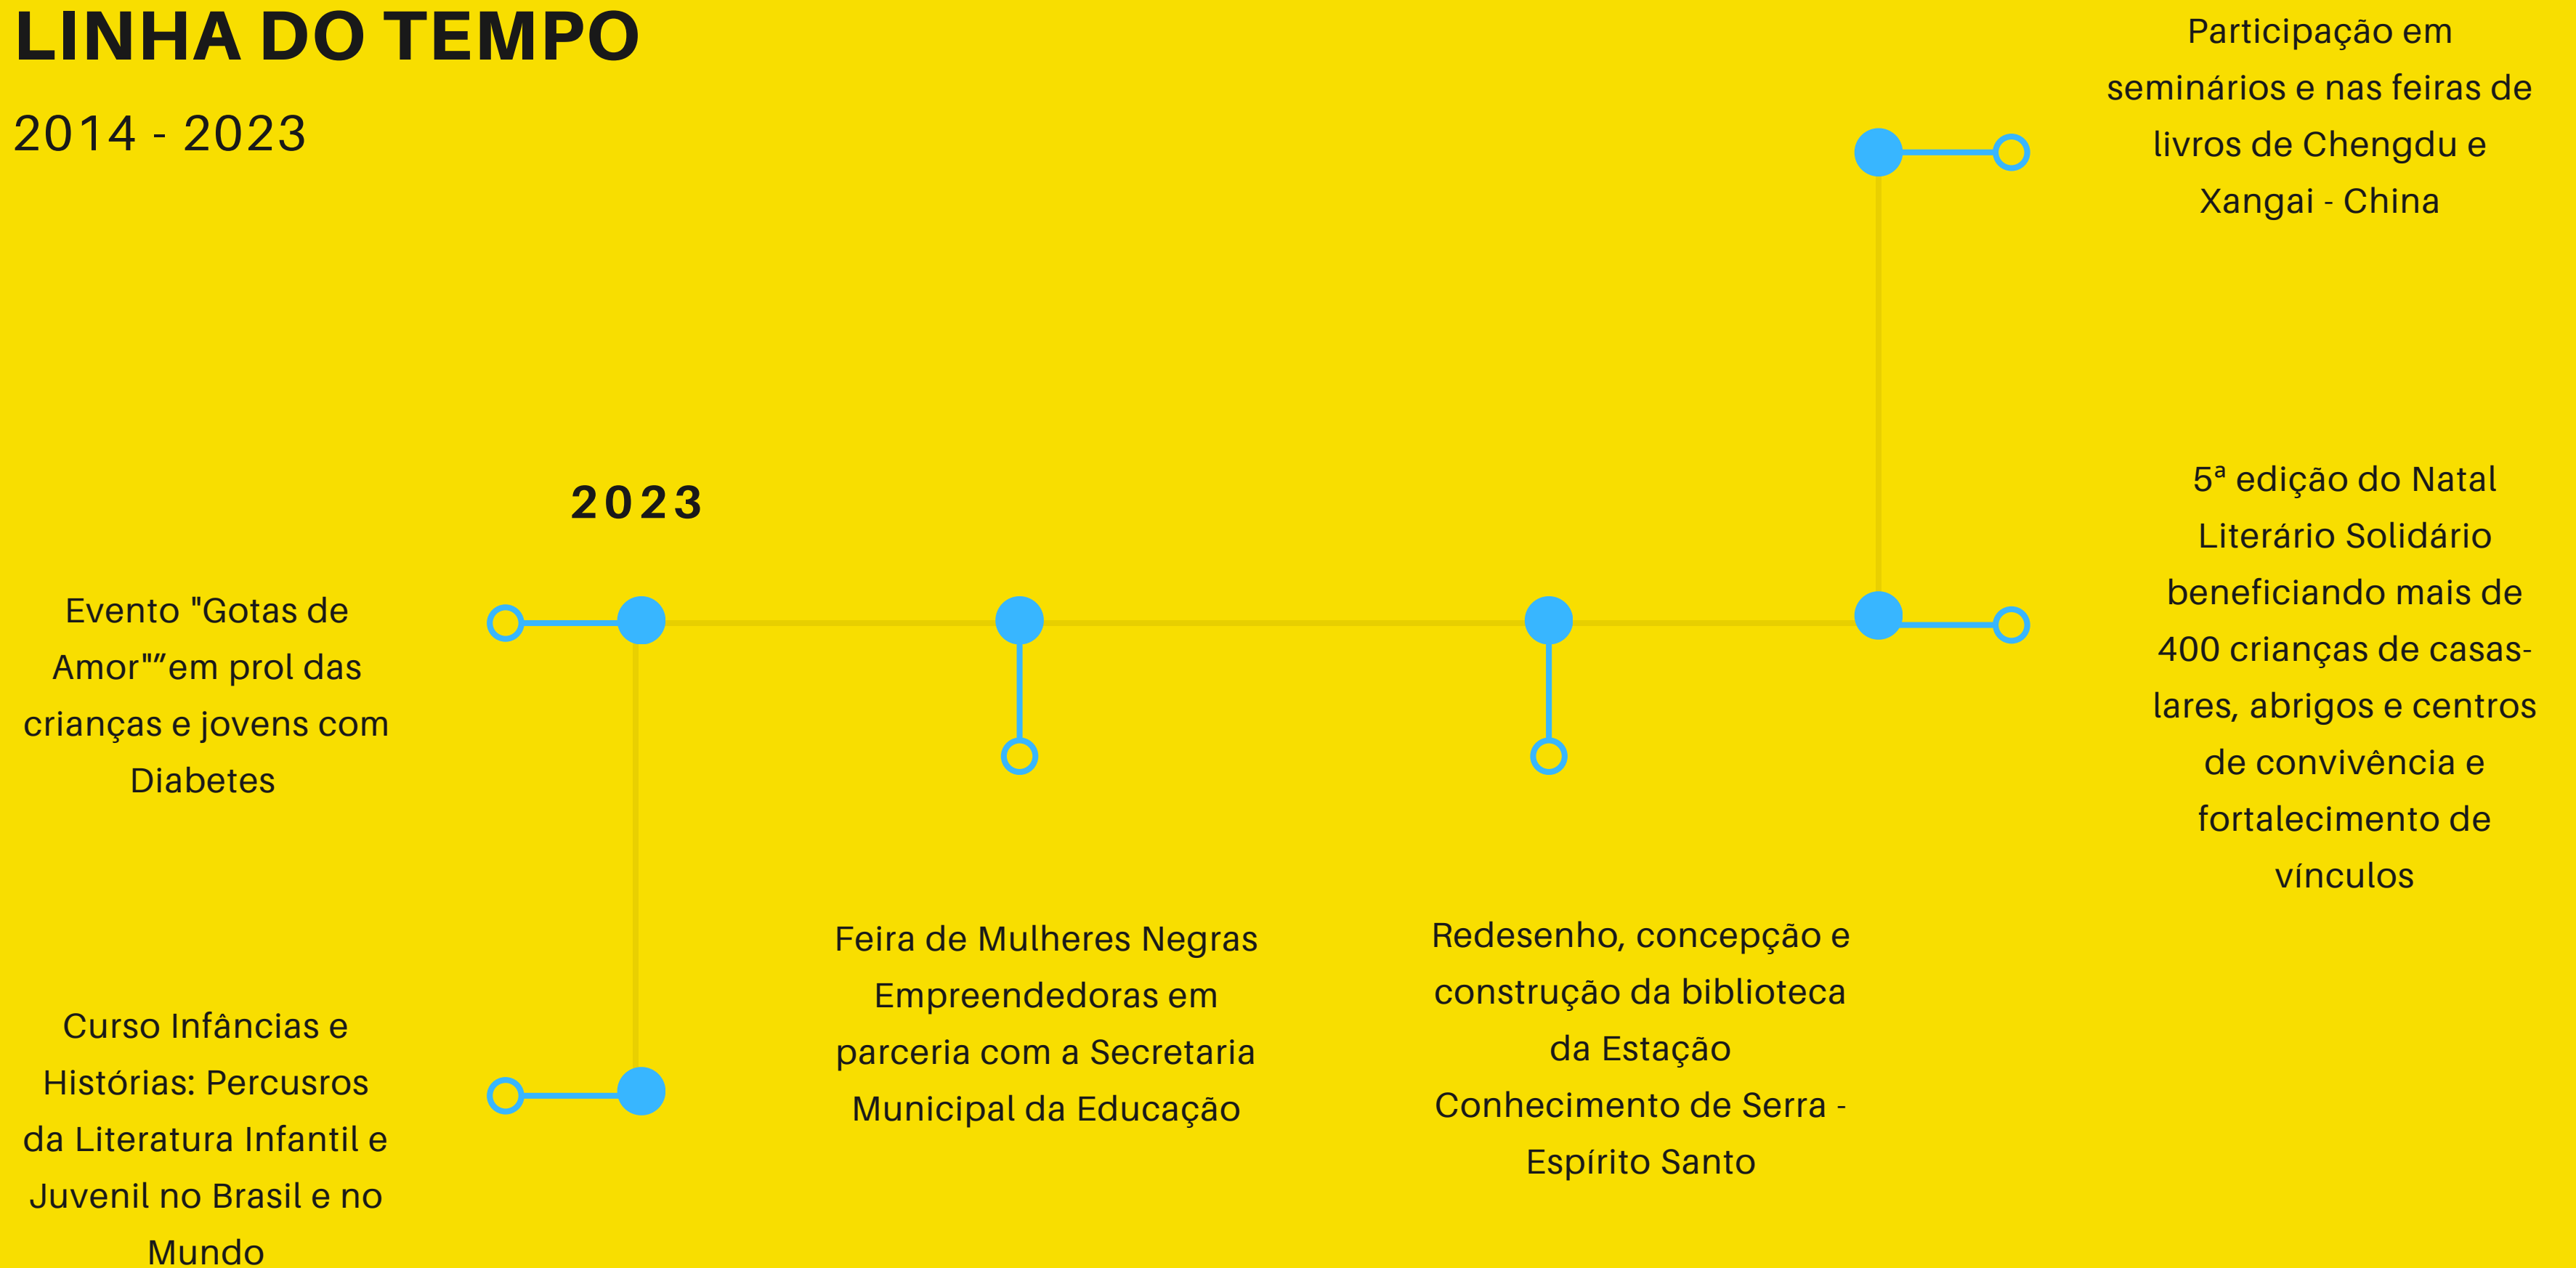 LINHA DO TEMPO
2014 - 2023
Participação em
seminários e nas feiras de
livros de Chengdu e
Xangai - China
2023
5ª edição do Natal
Literário Solidário
beneficiando mais de
400 crianças de casas-
lares, abrigos e centros
de convivência e
fortalecimento de
vínculos
Evento "Gotas de
Amor"”em prol das
crianças e jovens com
Diabetes
Curso Infâncias e
Histórias: Percusros
da Literatura Infantil e
Juvenil no Brasil e no
Mundo
Feira de Mulheres Negras
Empreendedoras em
parceria com a Secretaria
Municipal da Educação
Redesenho, concepção e
construção da biblioteca
da Estação
Conhecimento de Serra -
Espírito Santo